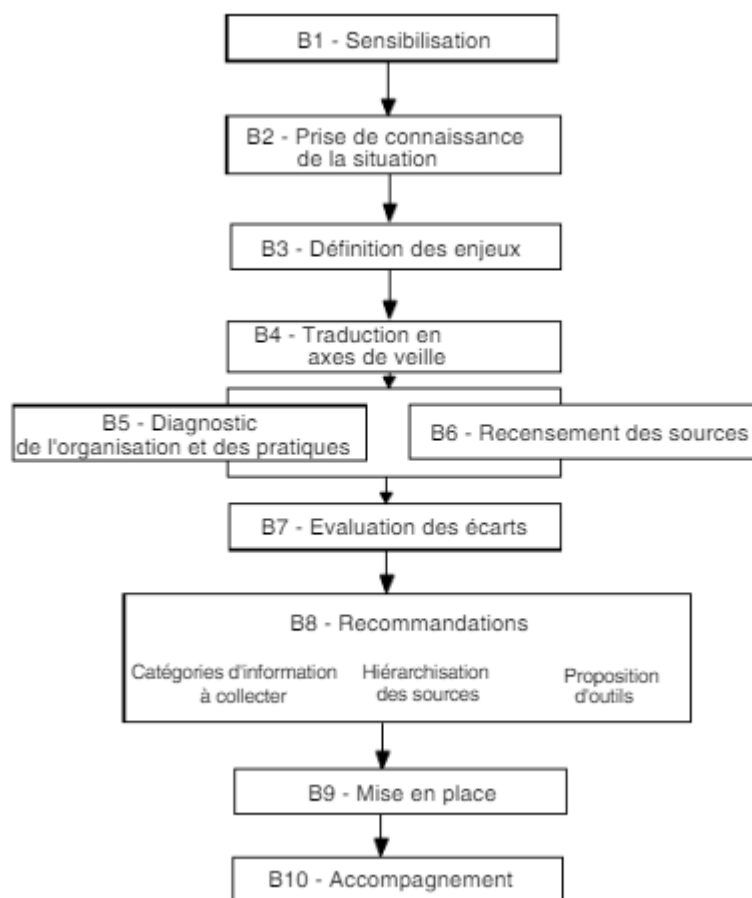 B1 - Sensibilisation
B2 - Prise de connaissance
de la situation
B3 - Définition des enjeux
B4 - Traduction en
axes de veille
B5 - Diagnostic
de l'organisation et des pratiques
B6 - Recensement des sources
B7 - Evaluation des écarts
B8 - Recommandations
Catégories d'information
à collecter
Hiérarchisation
des sources
Proposition
d'outils
B9 - Mise en place
B10 - Accompagnement